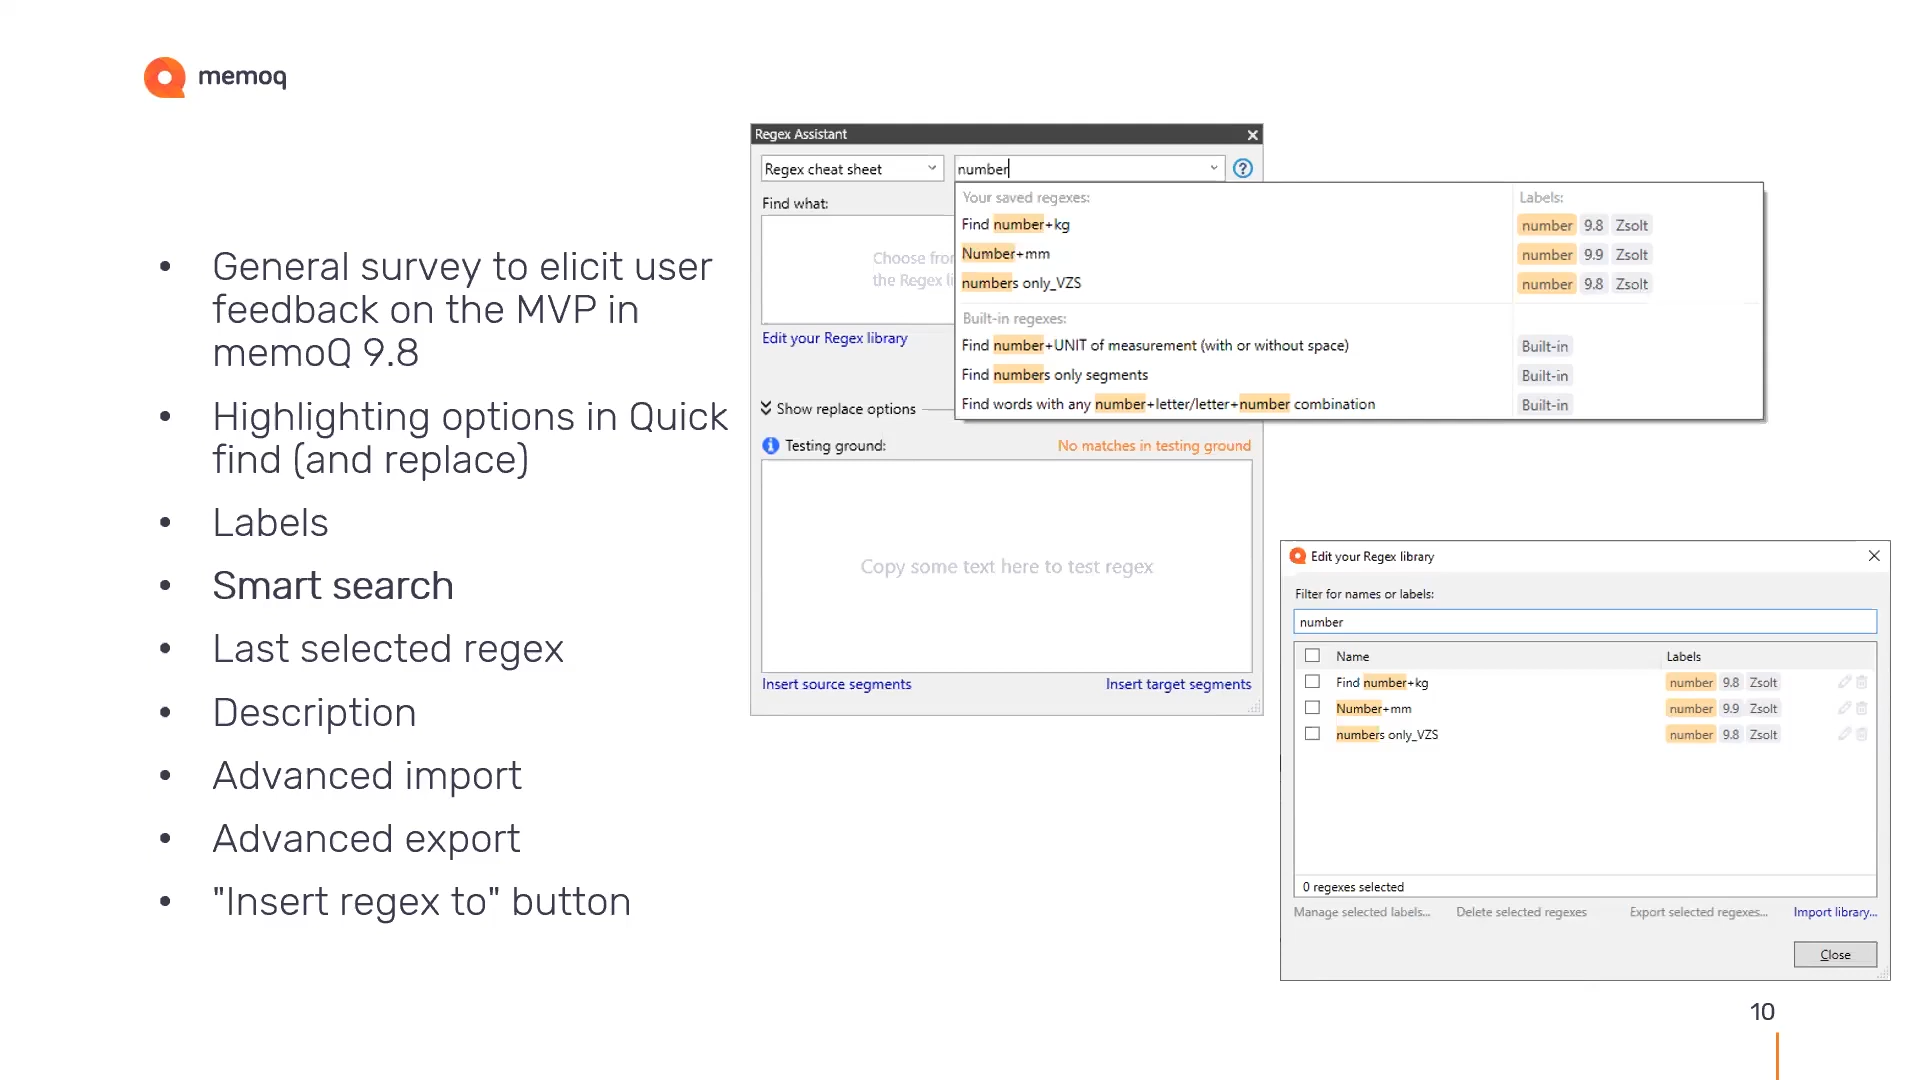 memoq
• General survey to elicit user
feedback on the MVP in
memoQ 9.8
• Highlighting options in Quick
find (and replace)
• Labels
• Smart search
• Last selected regex
• Description
• Advanced import
• Advanced export
• "Insert regex to" button
Regex Assistant
Regex cheat sheet
number
Find what:
Choose
the Regex
Edit your Regex library
Your saved regexes:
Labels:
Find number+kg number 9.8 Zsolt
Number+mm number 9.9 Zsolt
numbers only_VZS number 9.8 Zsolt
Built-in regexes:
Find number+UNIT of measurement (with or without space) Built-in
Find numbers only segments Built-in
Find words with any number+letter/letter+number combination Built-in
Show replace options
Testing ground: No matches in testing ground
Copy some text here to test regex
Insert source segments Insert target segments
Edit your Regex library
Filter for names or labels:
number
Name Labels
Find number+kg number 9.8 Zsolt
Number+mm number 9.9 Zsolt
numbers only_VZS number 9.8 Zsolt
0 regexes selected
Manage selected labels... Delete selected regexes Export selected regexes... Import library...
Close
10